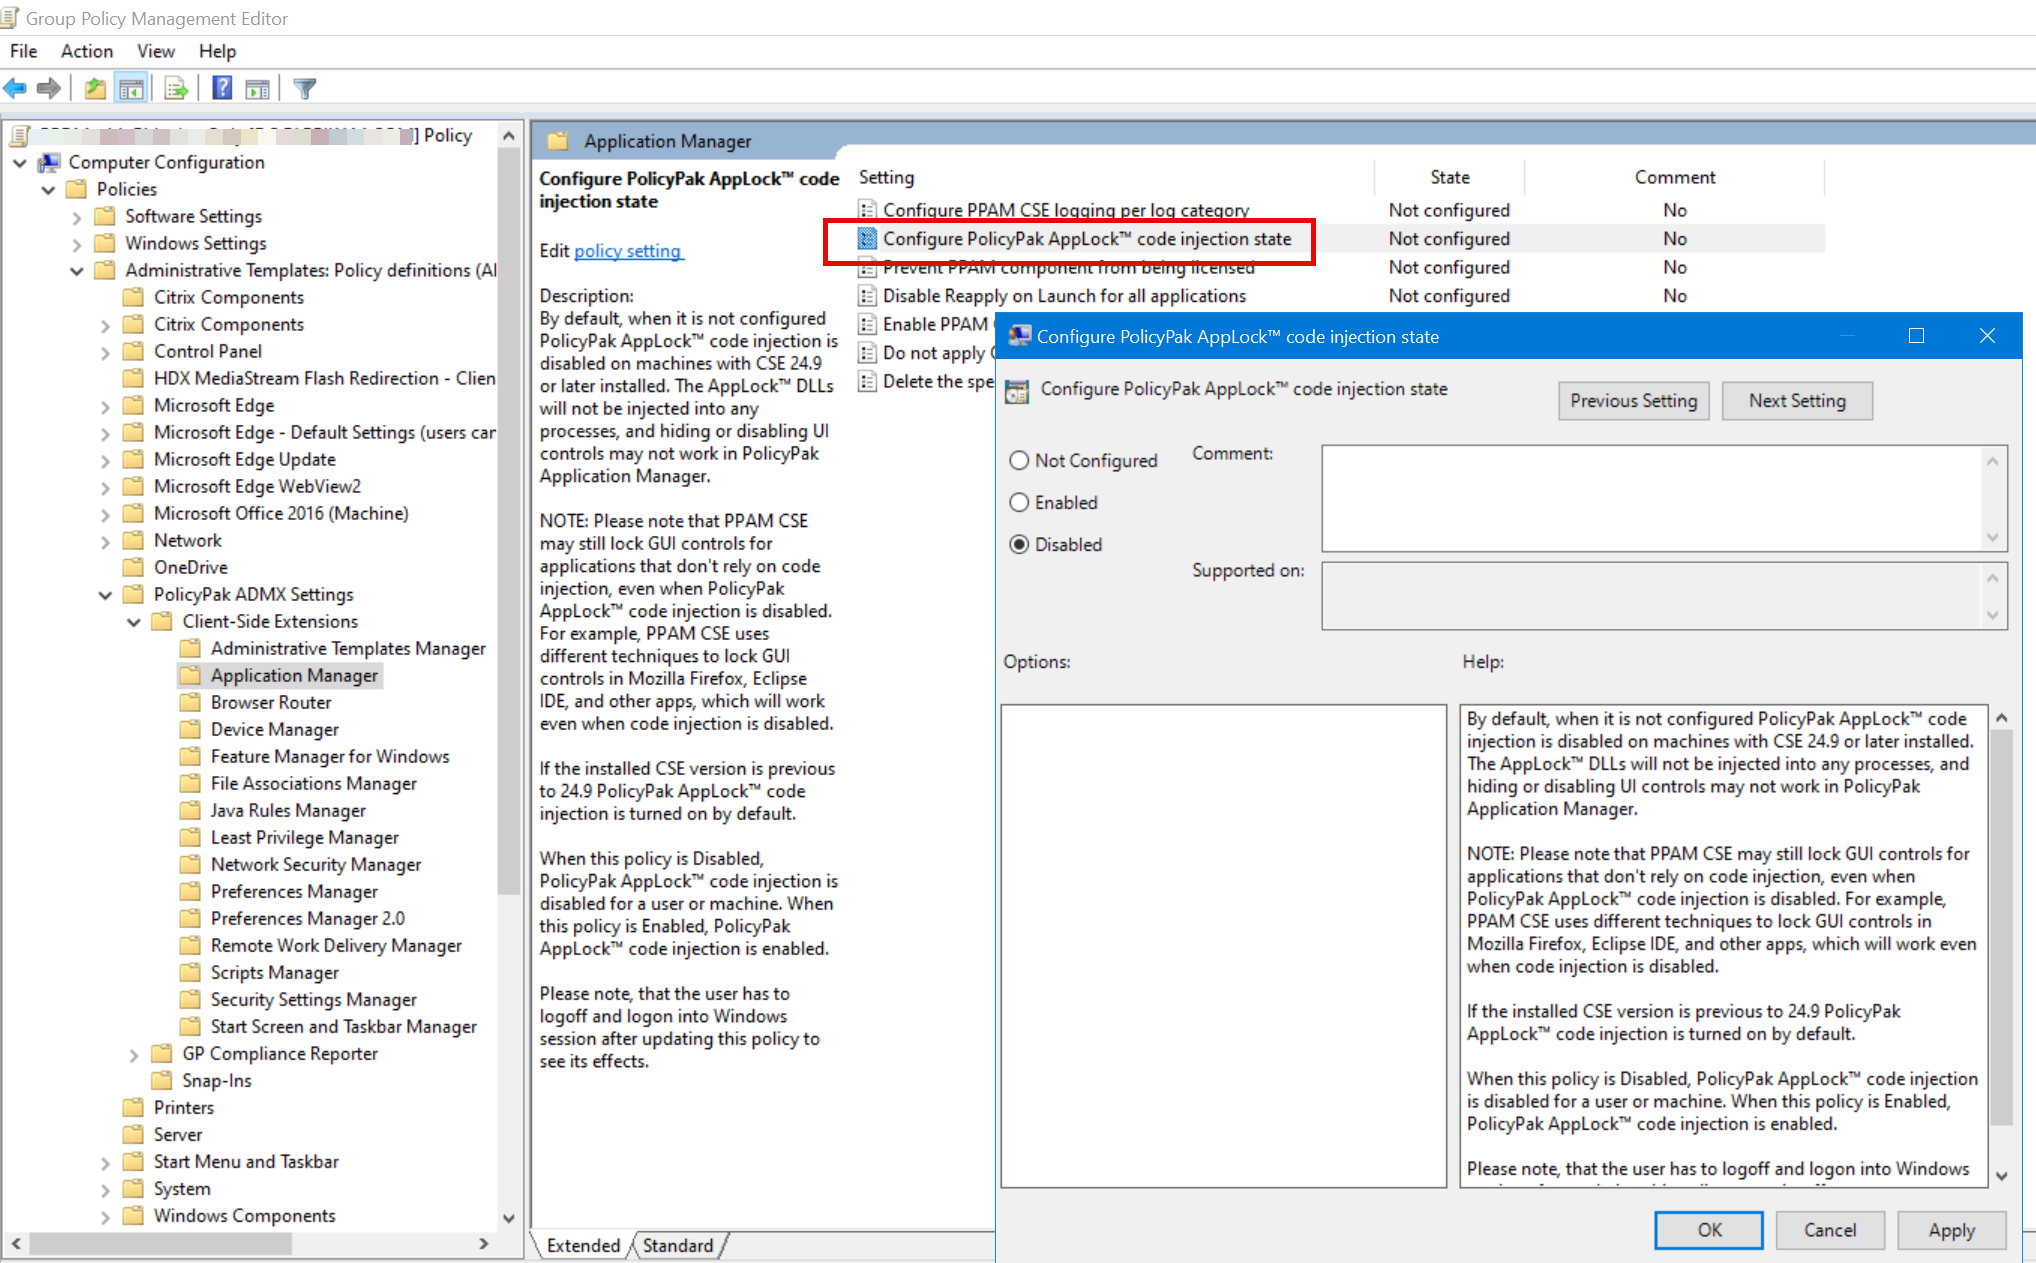 Group Policy Management Editor
File Action View Help
] Policy
Computer Configuration
Policies
Software Settings
Windows Settings
Administrative Templates: Policy definitions (Al
Citrix Components
Citrix Components
Control Panel
HDX MediaStream Flash Redirection - Clien
Microsoft Edge
Microsoft Edge - Default Settings (users car
Microsoft Edge Update
Microsoft Edge WebView2
Microsoft Office 2016 (Machine)
Network
OneDrive
PolicyPak ADMX Settings
Client-Side Extensions
Administrative Templates Manager
Application Manager
Browser Router
Device Manager
Feature Manager for Windows
File Associations Manager
Java Rules Manager
Least Privilege Manager
Network Security Manager
Preferences Manager
Preferences Manager 2.0
Remote Work Delivery Manager
Scripts Manager
Security Settings Manager
Start Screen and Taskbar Manager
GP Compliance Reporter
Snap-Ins
Printers
Server
Start Menu and Taskbar
System
Windows Components
Application Manager
Configure PolicyPak AppLock™ code
injection state
Edit policy setting
Description:
By default, when it is not configured
PolicyPak AppLock™ code injection is
disabled on machines with CSE 24.9
or later installed. The AppLock™ DLLs
will not be injected into any
processes, and hiding or disabling UI
controls may not work in PolicyPak
Application Manager.
NOTE: Please note that PPAM CSE
may still lock GUI controls for
applications that don't rely on code
injection, even when PolicyPak
AppLock™ code injection is disabled.
For example, PPAM CSE uses
different techniques to lock GUI
controls in Mozilla Firefox, Eclipse
IDE, and other apps, which will work
even when code injection is disabled.
If the installed CSE version is previous
to 24.9 PolicyPak AppLock™ code
injection is turned on by default.
When this policy is Disabled,
PolicyPak AppLock™ code injection is
disabled for a user or machine. When
this policy is Enabled, PolicyPak
AppLock™ code injection is enabled.
Please note, that the user has to
logoff and logon into Windows
session after updating this policy to
see its effects.
Setting State Comment
Configure PPAM CSE logging per log category Not configured No
Configure PolicyPak AppLock™ code injection state Not configured No
Prevent PPAM component from being licensed Not configured No
Disable Reapply on Launch for all applications Not configured No
Enable PPAM
Do not apply
Delete the spe
Extended Standard
Configure PolicyPak AppLock™ code injection state
Configure PolicyPak AppLock™ code injection state
Previous Setting Next Setting
Not Configured
Enabled
Disabled
Comment:
Supported on:
Options:
Help:
By default, when it is not configured PolicyPak AppLock™ code
injection is disabled on machines with CSE 24.9 or later installed.
The AppLock™ DLLs will not be injected into any processes, and
hiding or disabling UI controls may not work in PolicyPak
Application Manager.
NOTE: Please note that PPAM CSE may still lock GUI controls for
applications that don't rely on code injection, even when
PolicyPak AppLock™ code injection is disabled. For example,
PPAM CSE uses different techniques to lock GUI controls in
Mozilla Firefox, Eclipse IDE, and other apps, which will work even
when code injection is disabled.
If the installed CSE version is previous to 24.9 PolicyPak
AppLock™ code injection is turned on by default.
When this policy is Disabled, PolicyPak AppLock™ code injection
is disabled for a user or machine. When this policy is Enabled,
PolicyPak AppLock™ code injection is enabled.
Please note, that the user has to logoff and logon into Windows
OK Cancel Apply